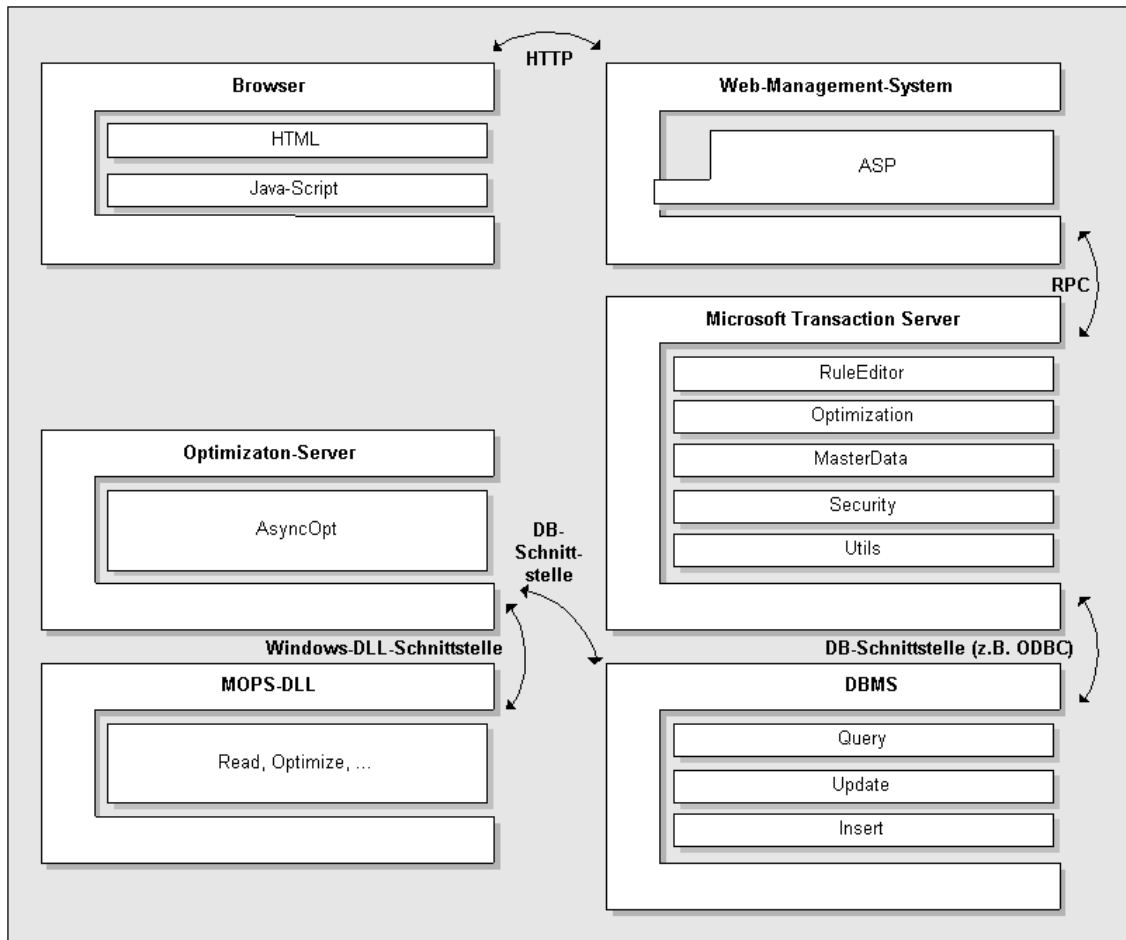 HTTP
Browser
HTML
Java-Script
Web-Management-System
ASP
RPC
Microsoft Transaction Server
RuleEditor
Optimization
MasterData
Security
Utils
Optimizaton-Server
AsyncOpt
DB-
Schnitt-
stelle
Windows-DLL-Schnittstelle
DB-Schnittstelle (z.B. ODBC)
MOPS-DLL
Read, Optimize, ...
DBMS
Query
Update
Insert